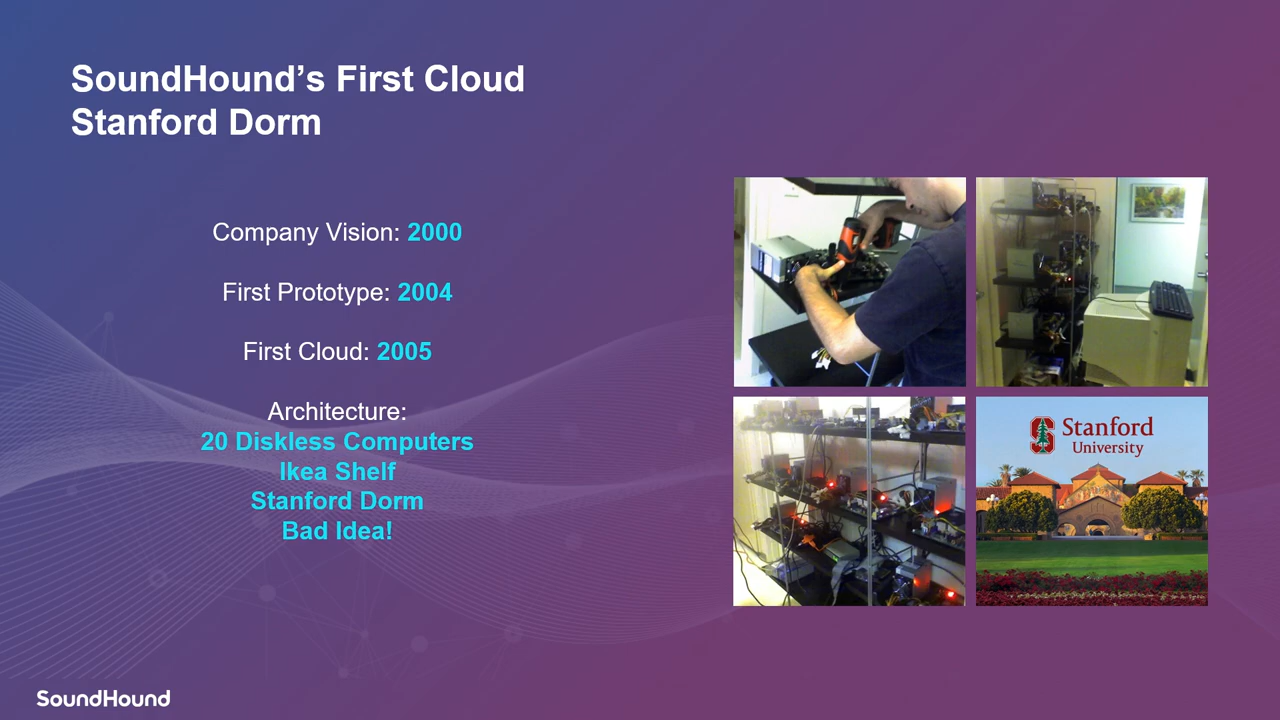 SoundHound’s First Cloud
Stanford Dorm
Company Vision: 2000
First Prototype: 2004
First Cloud: 2005
Architecture:
20 Diskless Computers
Ikea Shelf
Stanford Dorm
Bad Idea!
Stanford
University
SoundHound